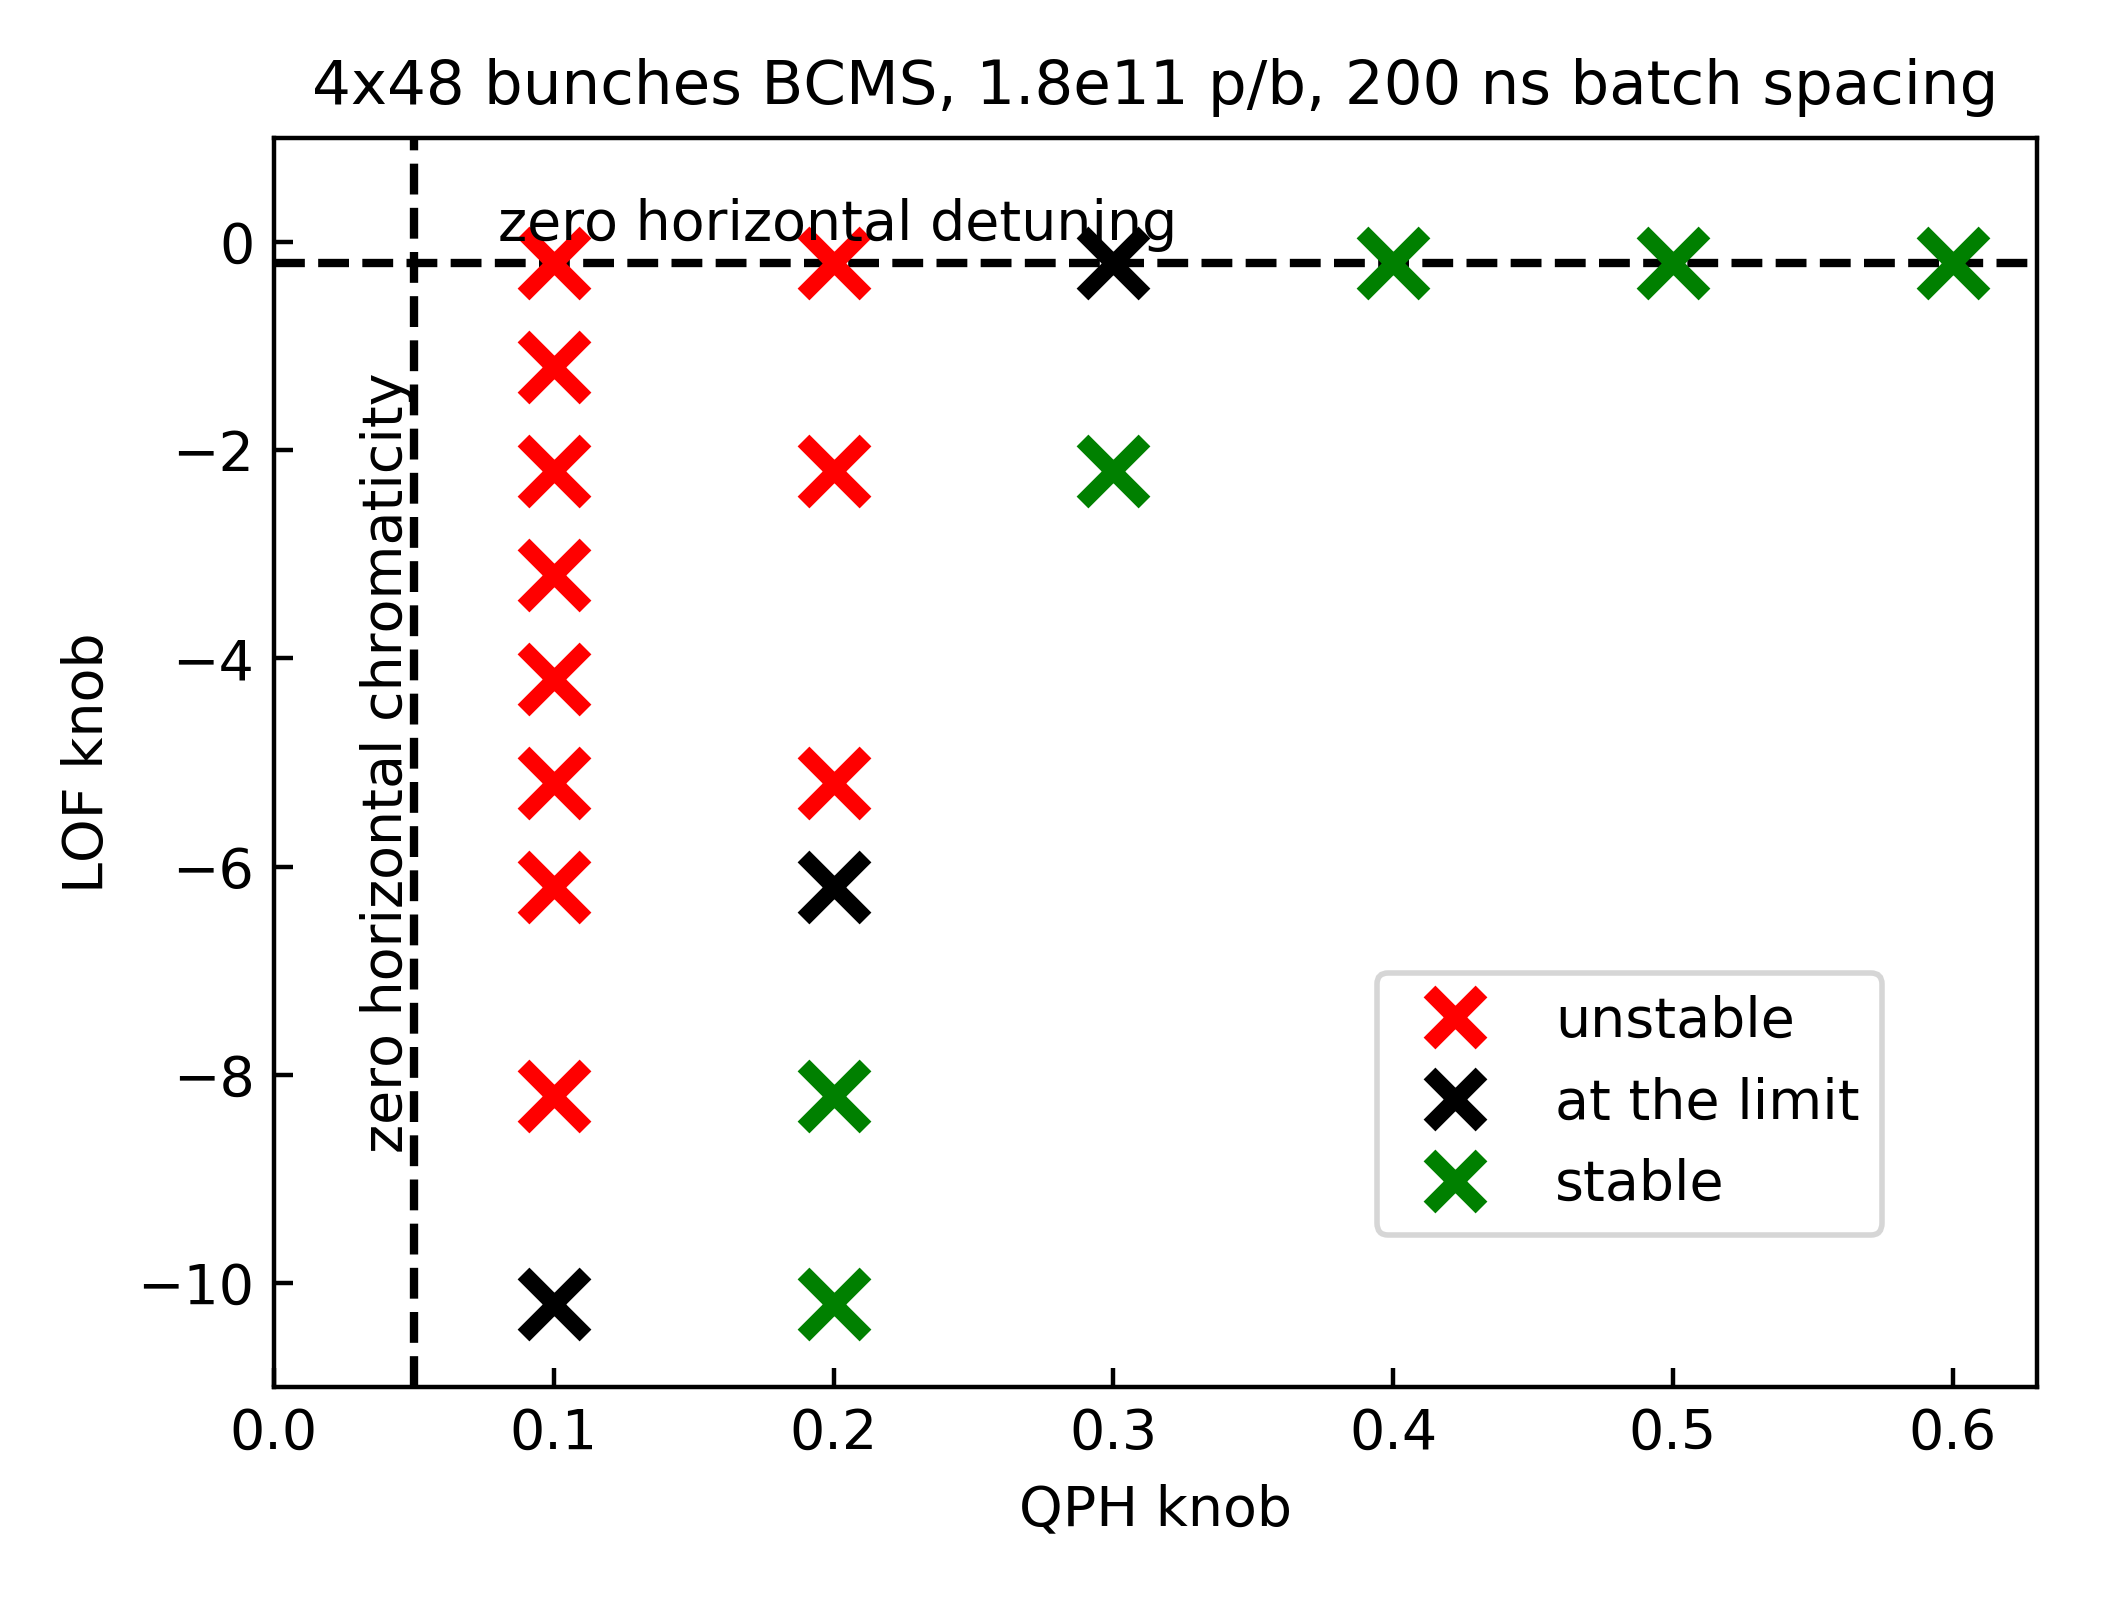 4x48 bunches BCMS, 1.8e11 p/b, 200 ns batch spacing
zero horizontal detuning
zero horizontal chromaticity
LOF knob
0
−2
−4
−6
−8
−10
unstable
at the limit
stable
0.0 0.1 0.2 0.3 0.4 0.5 0.6
QPH knob